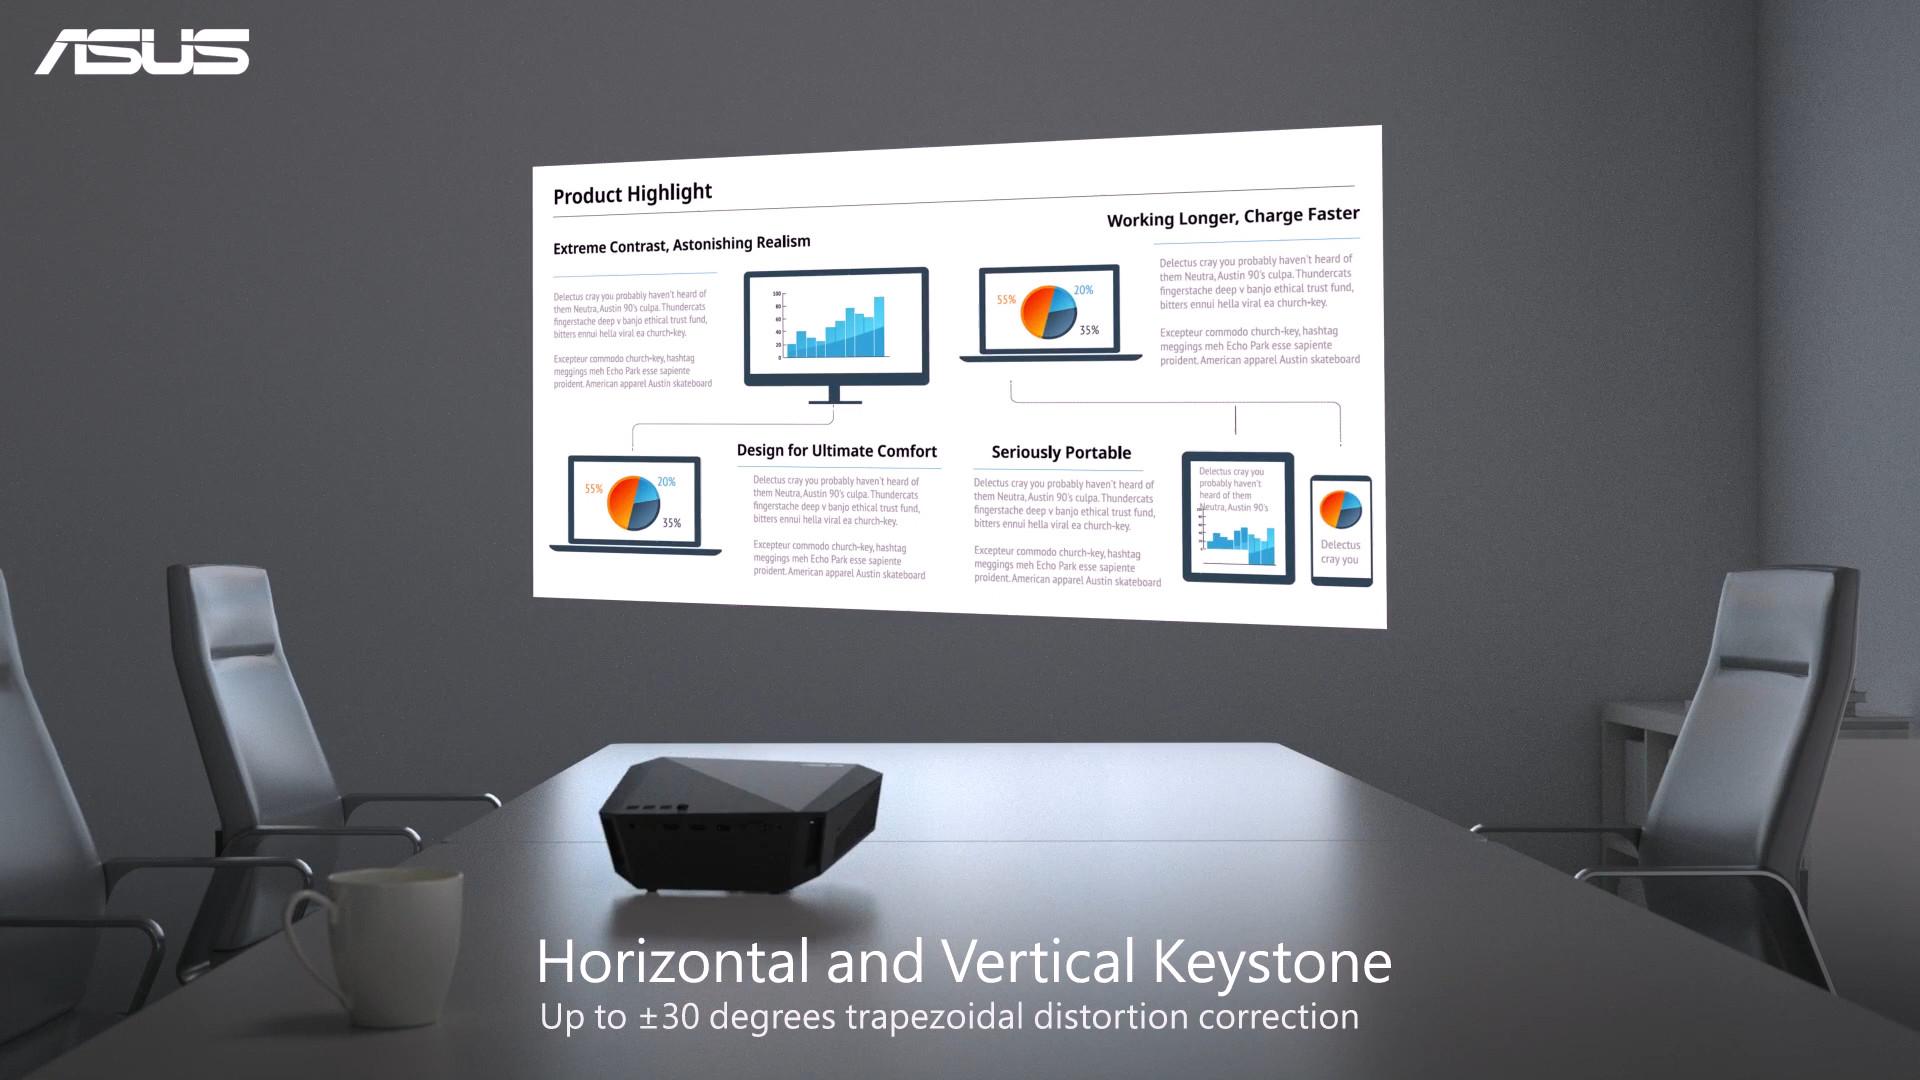 ASUS
Product Highlight
Extreme Contrast, Astonishing Realism
Delectus cray you probably haven't heard of
them Neutra, Austin 90's culpa. Thundercats
fingerstache deep v banjo ethical trust fund,
bitters ennui hella viral ea church-key.
Excepteur commodo church-key, hashtag
meggings meh Echo Park esse sapiente
proident. American apparel Austin skateboard
100
80
60
40
20
0
Working Longer, Charge Faster
55%
20%
35%
Delectus cray you probably haven't heard of
them Neutra, Austin 90's culpa. Thundercats
fingerstache deep v banjo ethical trust fund,
bitters ennui hella viral ea church-key.
Excepteur commodo church-key, hashtag
meggings meh Echo Park esse sapiente
proident. American apparel Austin skateboard
55%
20%
35%
Design for Ultimate Comfort
Delectus cray you probably haven't heard of
them Neutra, Austin 90's culpa. Thundercats
fingerstache deep v banjo ethical trust fund,
bitters ennui hella viral ea church-key.
Excepteur commodo church-key, hashtag
meggings meh Echo Park esse sapiente
proident. American apparel Austin skateboard
Seriously Portable
Delectus cray you probably haven't heard of
them Neutra, Austin 90's culpa. Thundercats
fingerstache deep v banjo ethical trust fund,
bitters ennui hella viral ea church-key.
Excepteur commodo church-key, hashtag
meggings meh Echo Park esse sapiente
proident. American apparel Austin skateboard
Delectus cray you
probably haven't
heard of them
Neutra, Austin 90's
Delectus
cray you
Horizontal and Vertical Keystone
Up to ±30 degrees trapezoidal distortion correction